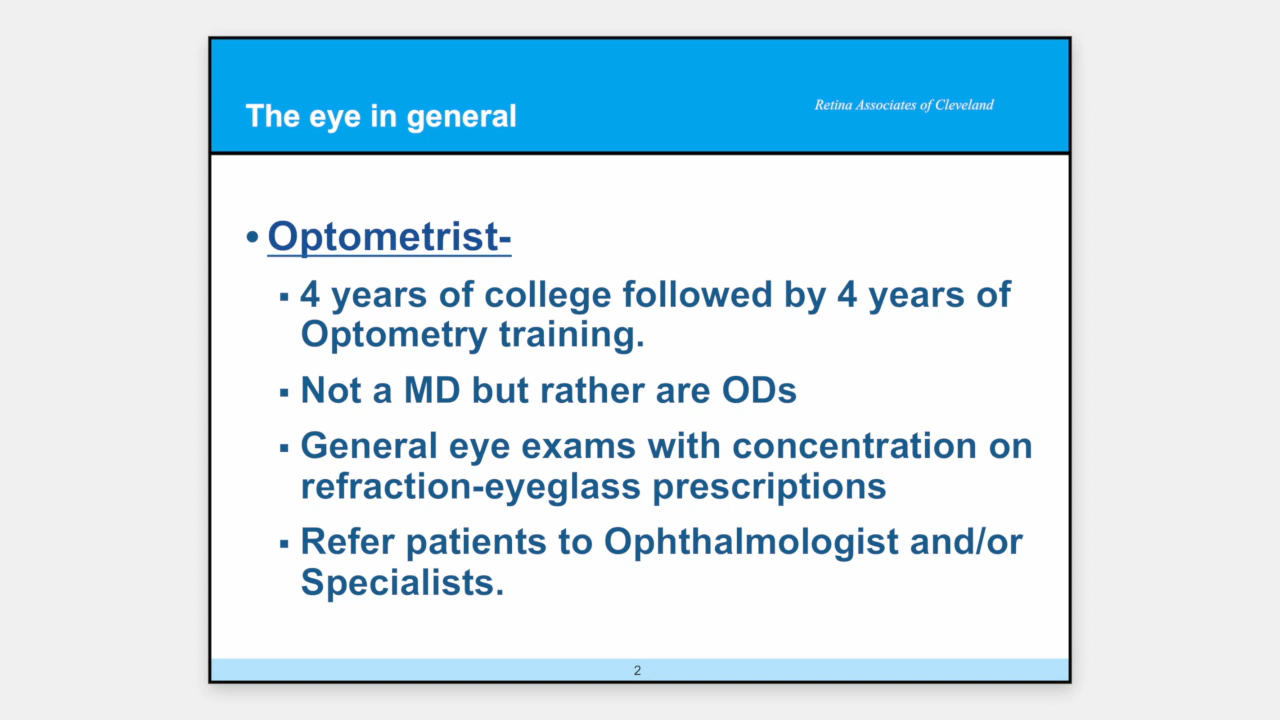 The eye in general
Retina Associates of Cleveland
• Optometrist-
▪ 4 years of college followed by 4 years of
Optometry training.
▪ Not a MD but rather are ODs
▪ General eye exams with concentration on
refraction-eyeglass prescriptions
▪ Refer patients to Ophthalmologist and/or
Specialists.
2